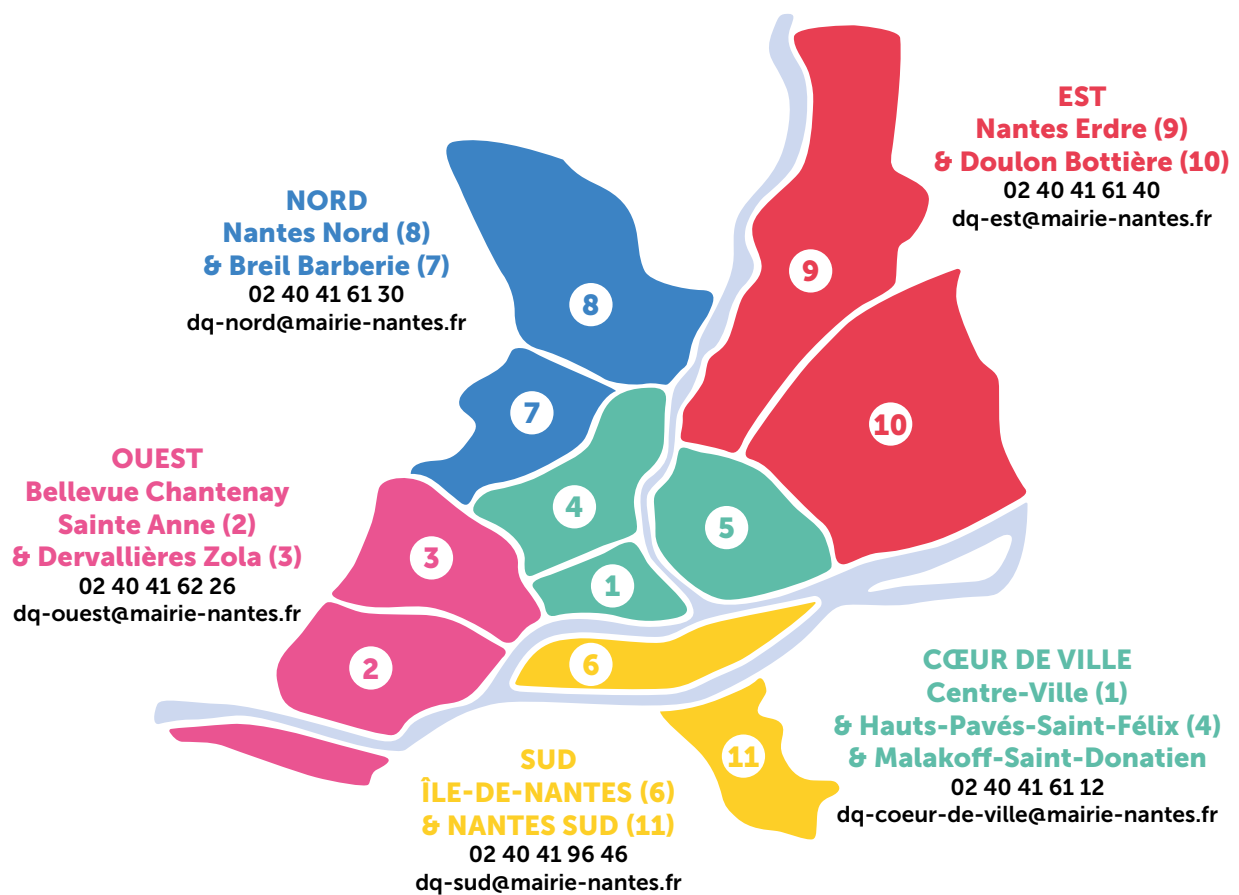 EST
Nantes Erdre (9)
& Doulon Bottière (10)
02 40 41 61 40
dq-est@mairie-nantes.fr
NORD
Nantes Nord (8)
& Breil Barberie (7)
02 40 41 61 30
dq-nord@mairie-nantes.fr
OUEST
Bellevue Chantenay
Sainte Anne (2)
& Dervallières Zola (3)
02 40 41 62 26
dq-ouest@mairie-nantes.fr
9
8
7
10
4
5
3
1
2
6
11
CŒUR DE VILLE
Centre-Ville (1)
& Hauts-Pavés-Saint-Félix (4)
& Malakoff-Saint-Donatien
02 40 41 61 12
dq-coeur-de-ville@mairie-nantes.fr
SUD
ÎLE-DE-NANTES (6)
& NANTES SUD (11)
02 40 41 96 46
dq-sud@mairie-nantes.fr